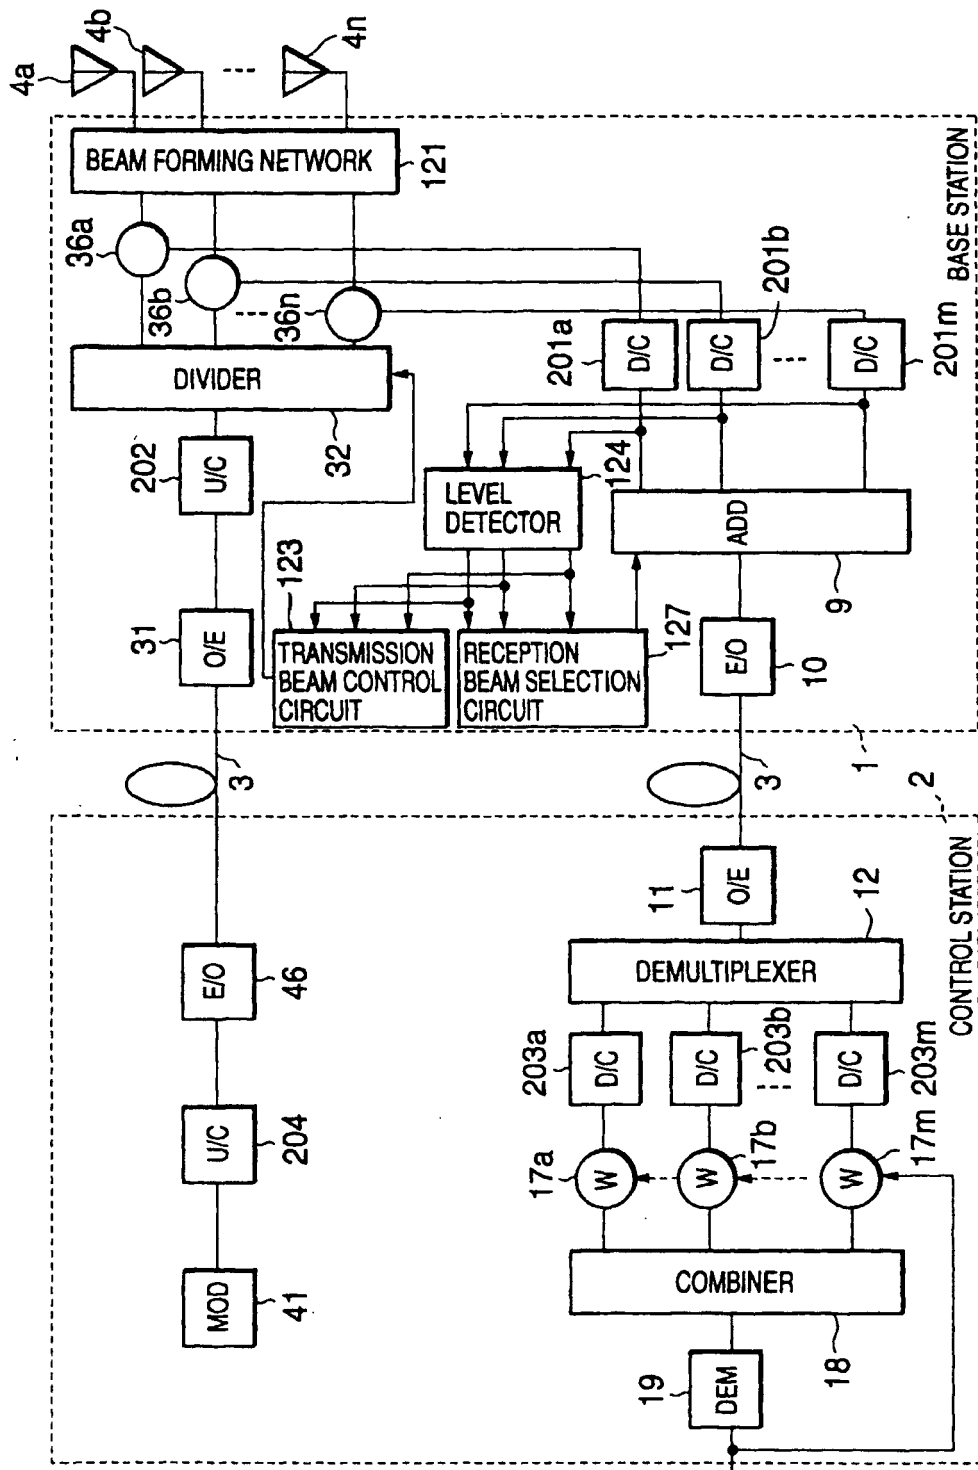 4a
4b
4n
BEAM FORMING NETWORK
121
36a
36b
36n
DIVIDER
32
202
U/C
31
O/E
3
201a
D/C
201b
D/C
201m
D/C
LEVEL
DETECTOR
124
123
TRANSMISSION
BEAM CONTROL
CIRCUIT
RECEPTION
BEAM SELECTION
CIRCUIT
127
ADD
9
E/O
10
3
1
BASE STATION
2
CONTROL STATION
E/O
46
U/C
204
MOD
41
11
O/E
12
DEMULTIPLEXER
203a
D/C
203b
D/C
203m
D/C
17a
W
17b
W
17m
W
COMBINER
18
19
DEM